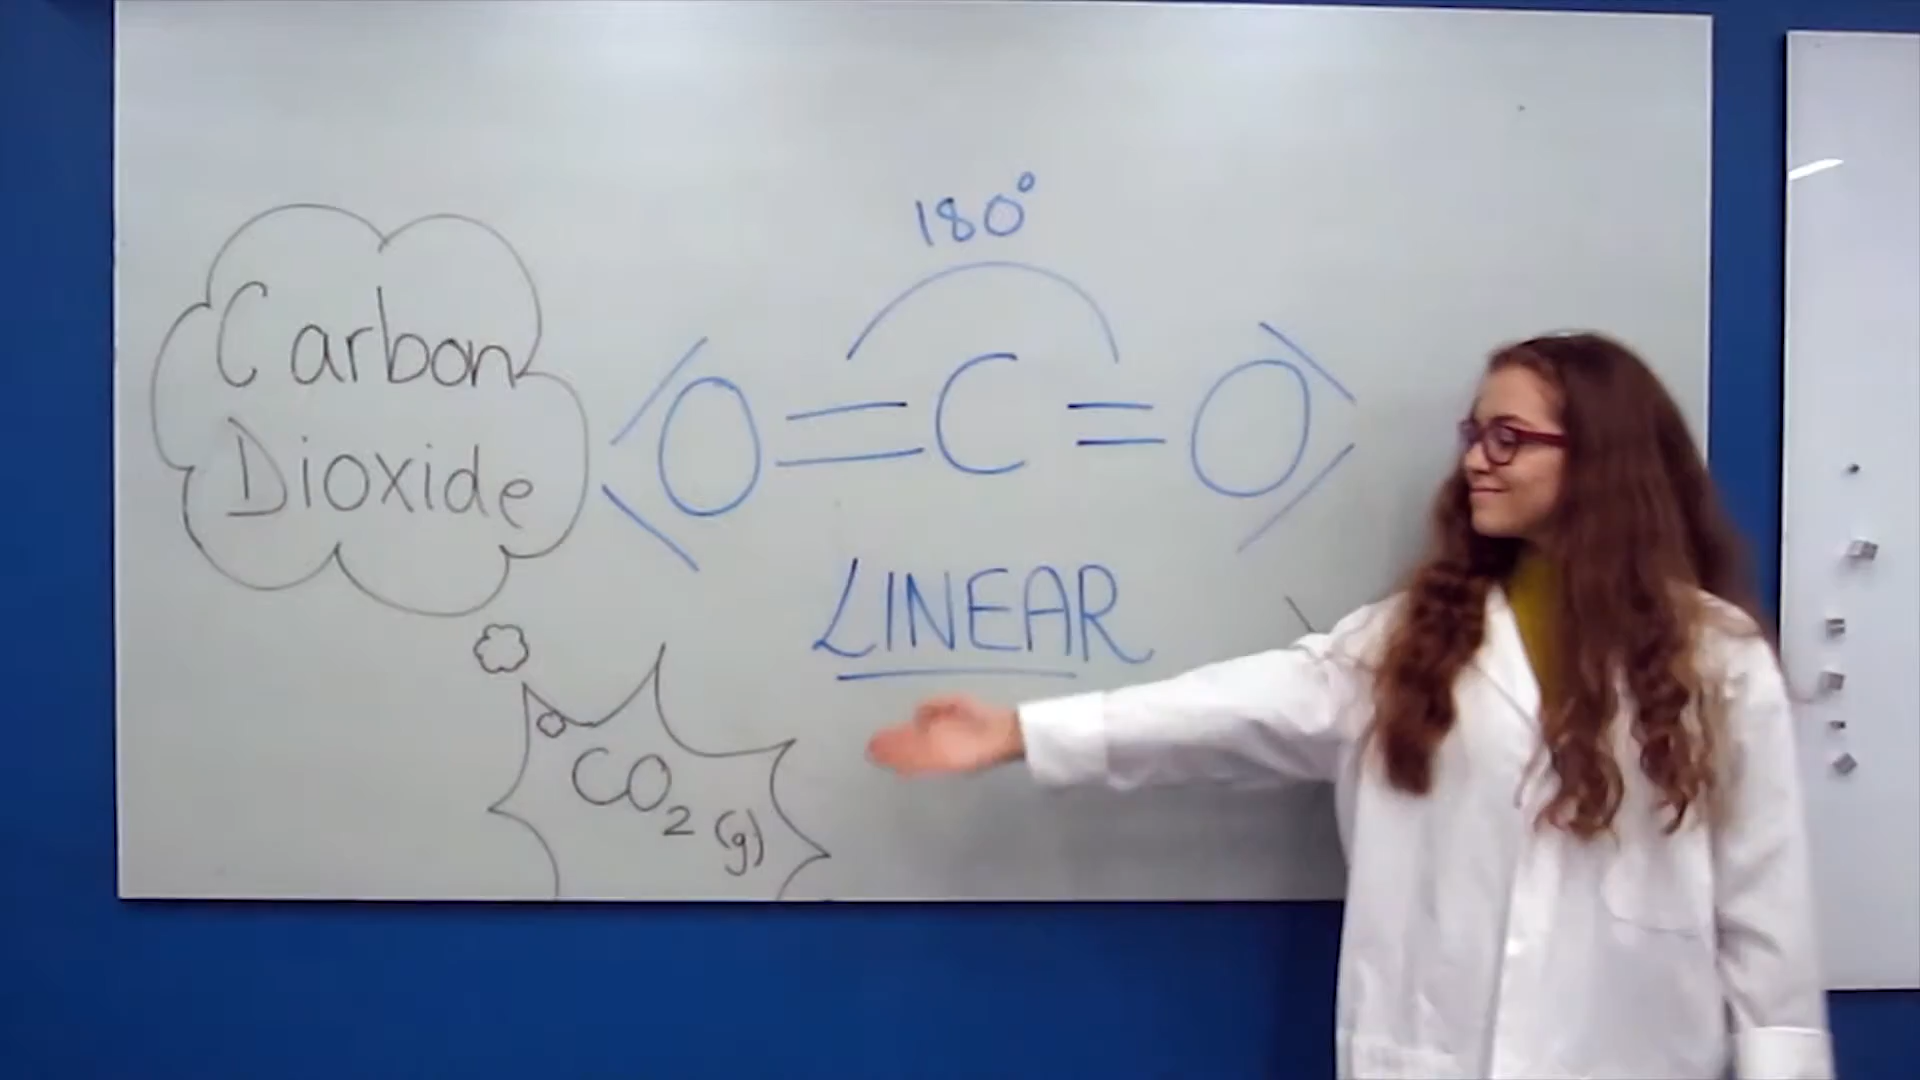 180°
Carbon
Dioxide
O=C=O
LINEAR
CO₂(g)